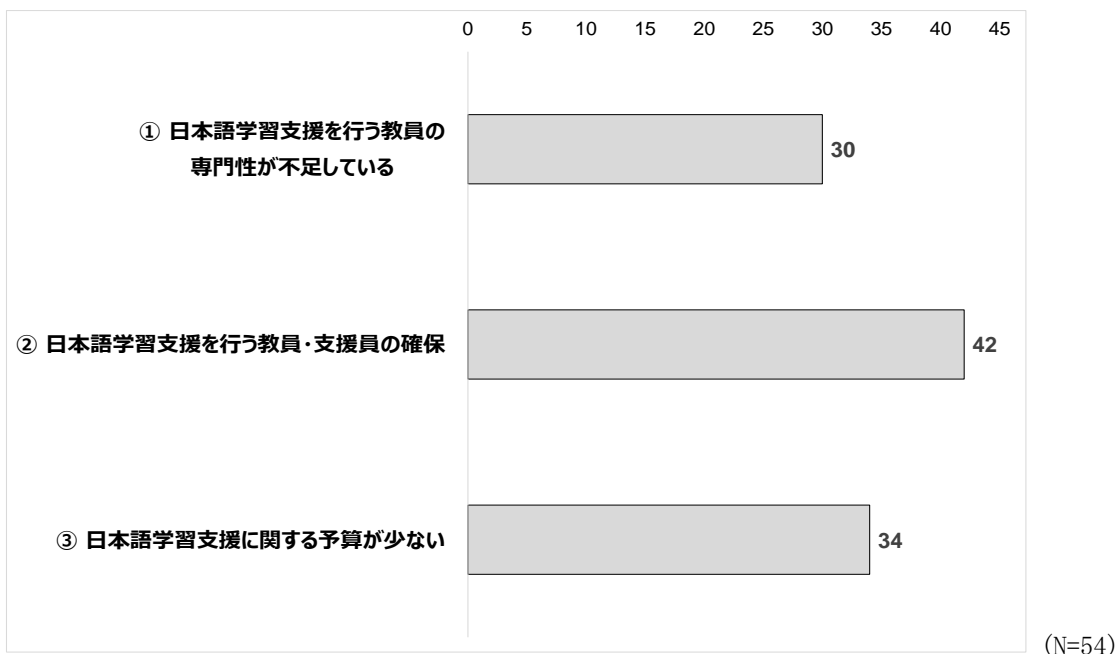 0 5 10 15 20 25 30 35 40 45
① 日本語学習支援を行う教員の
専門性が不足している
30
② 日本語学習支援を行う教員・支援員の確保
42
③ 日本語学習支援に関する予算が少ない
34
(N=54)